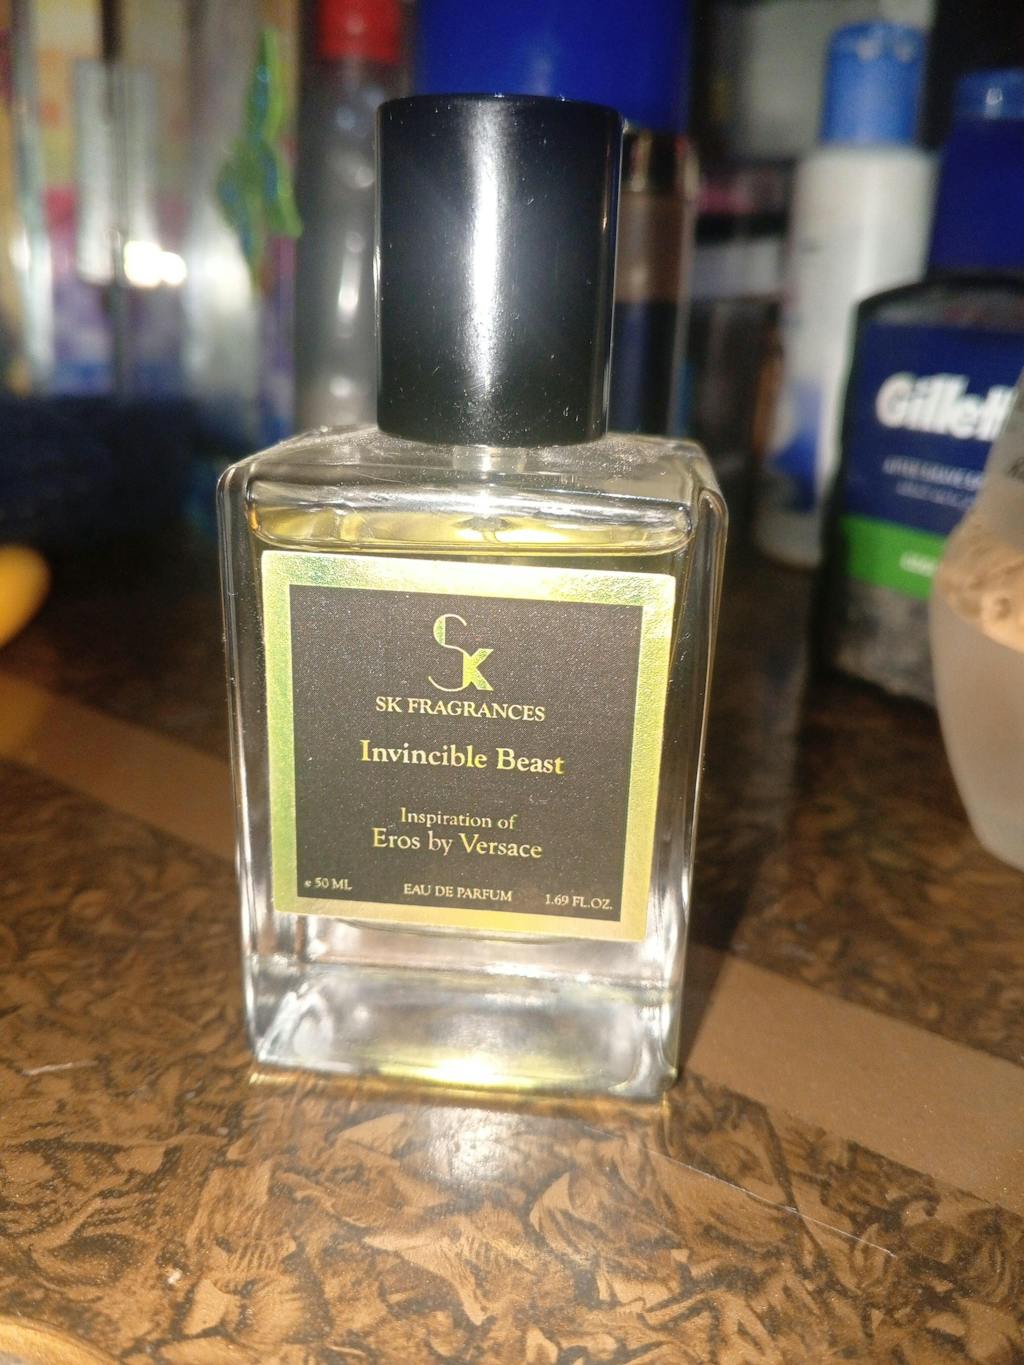 SK
SK FRAGRANCES
Invincible Beast
Inspiration of
Eros by Versace
e 50 ML
EAU DE PARFUM
1.69 FL.OZ.